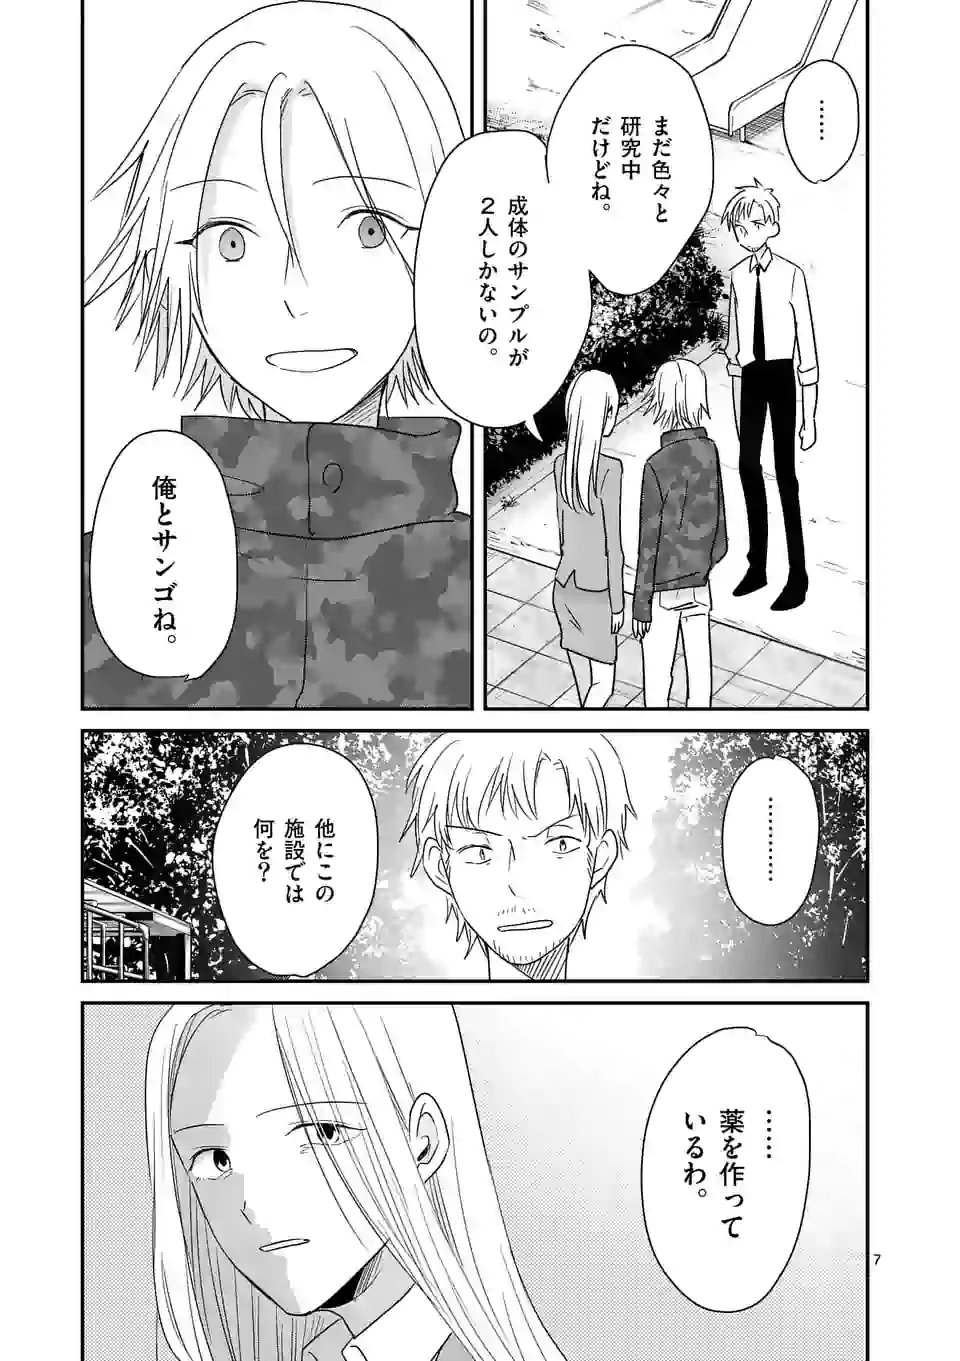 ……
まだ色々と
研究中
だけどね。
成体のサンプルが
２人しかないの。
俺とサンゴね。
………
他にこの
施設では
何を？
……
薬を作って
いるわ。
7